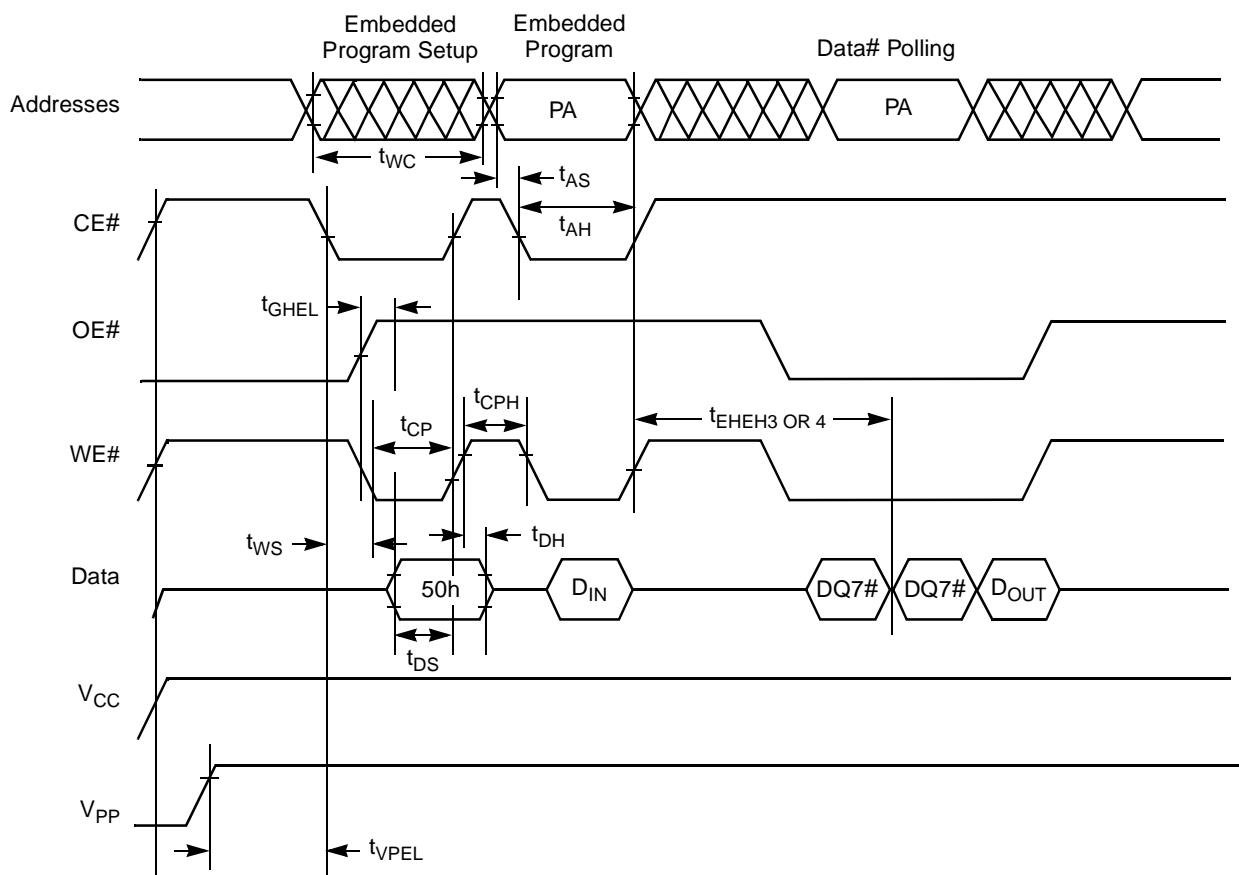 Embedded
Program Setup
Embedded
Program
Data# Polling
Addresses
PA
PA
tWC
tAS
CE#
tAH
tGHEL
OE#
tCPH
tCP
tEHEH3 OR 4
WE#
tWS
tDH
Data
50h
DIN
DQ7#
DQ7#
DOUT
tDS
VCC
VPP
tVPEL